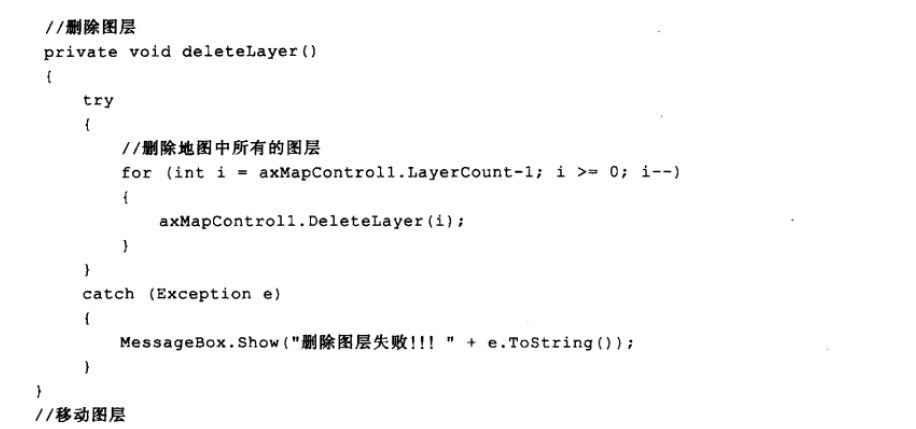 //删除图层
private void deleteLayer()
{
try
{
//删除地图中所有的图层
for (int i = axMapControl1.LayerCount-1; i >= 0; i--)
{
axMapControl1.DeleteLayer(i);
}
}
catch (Exception e)
{
MessageBox.Show("删除图层失败!!! " + e.ToString());
}
}
//移动图层